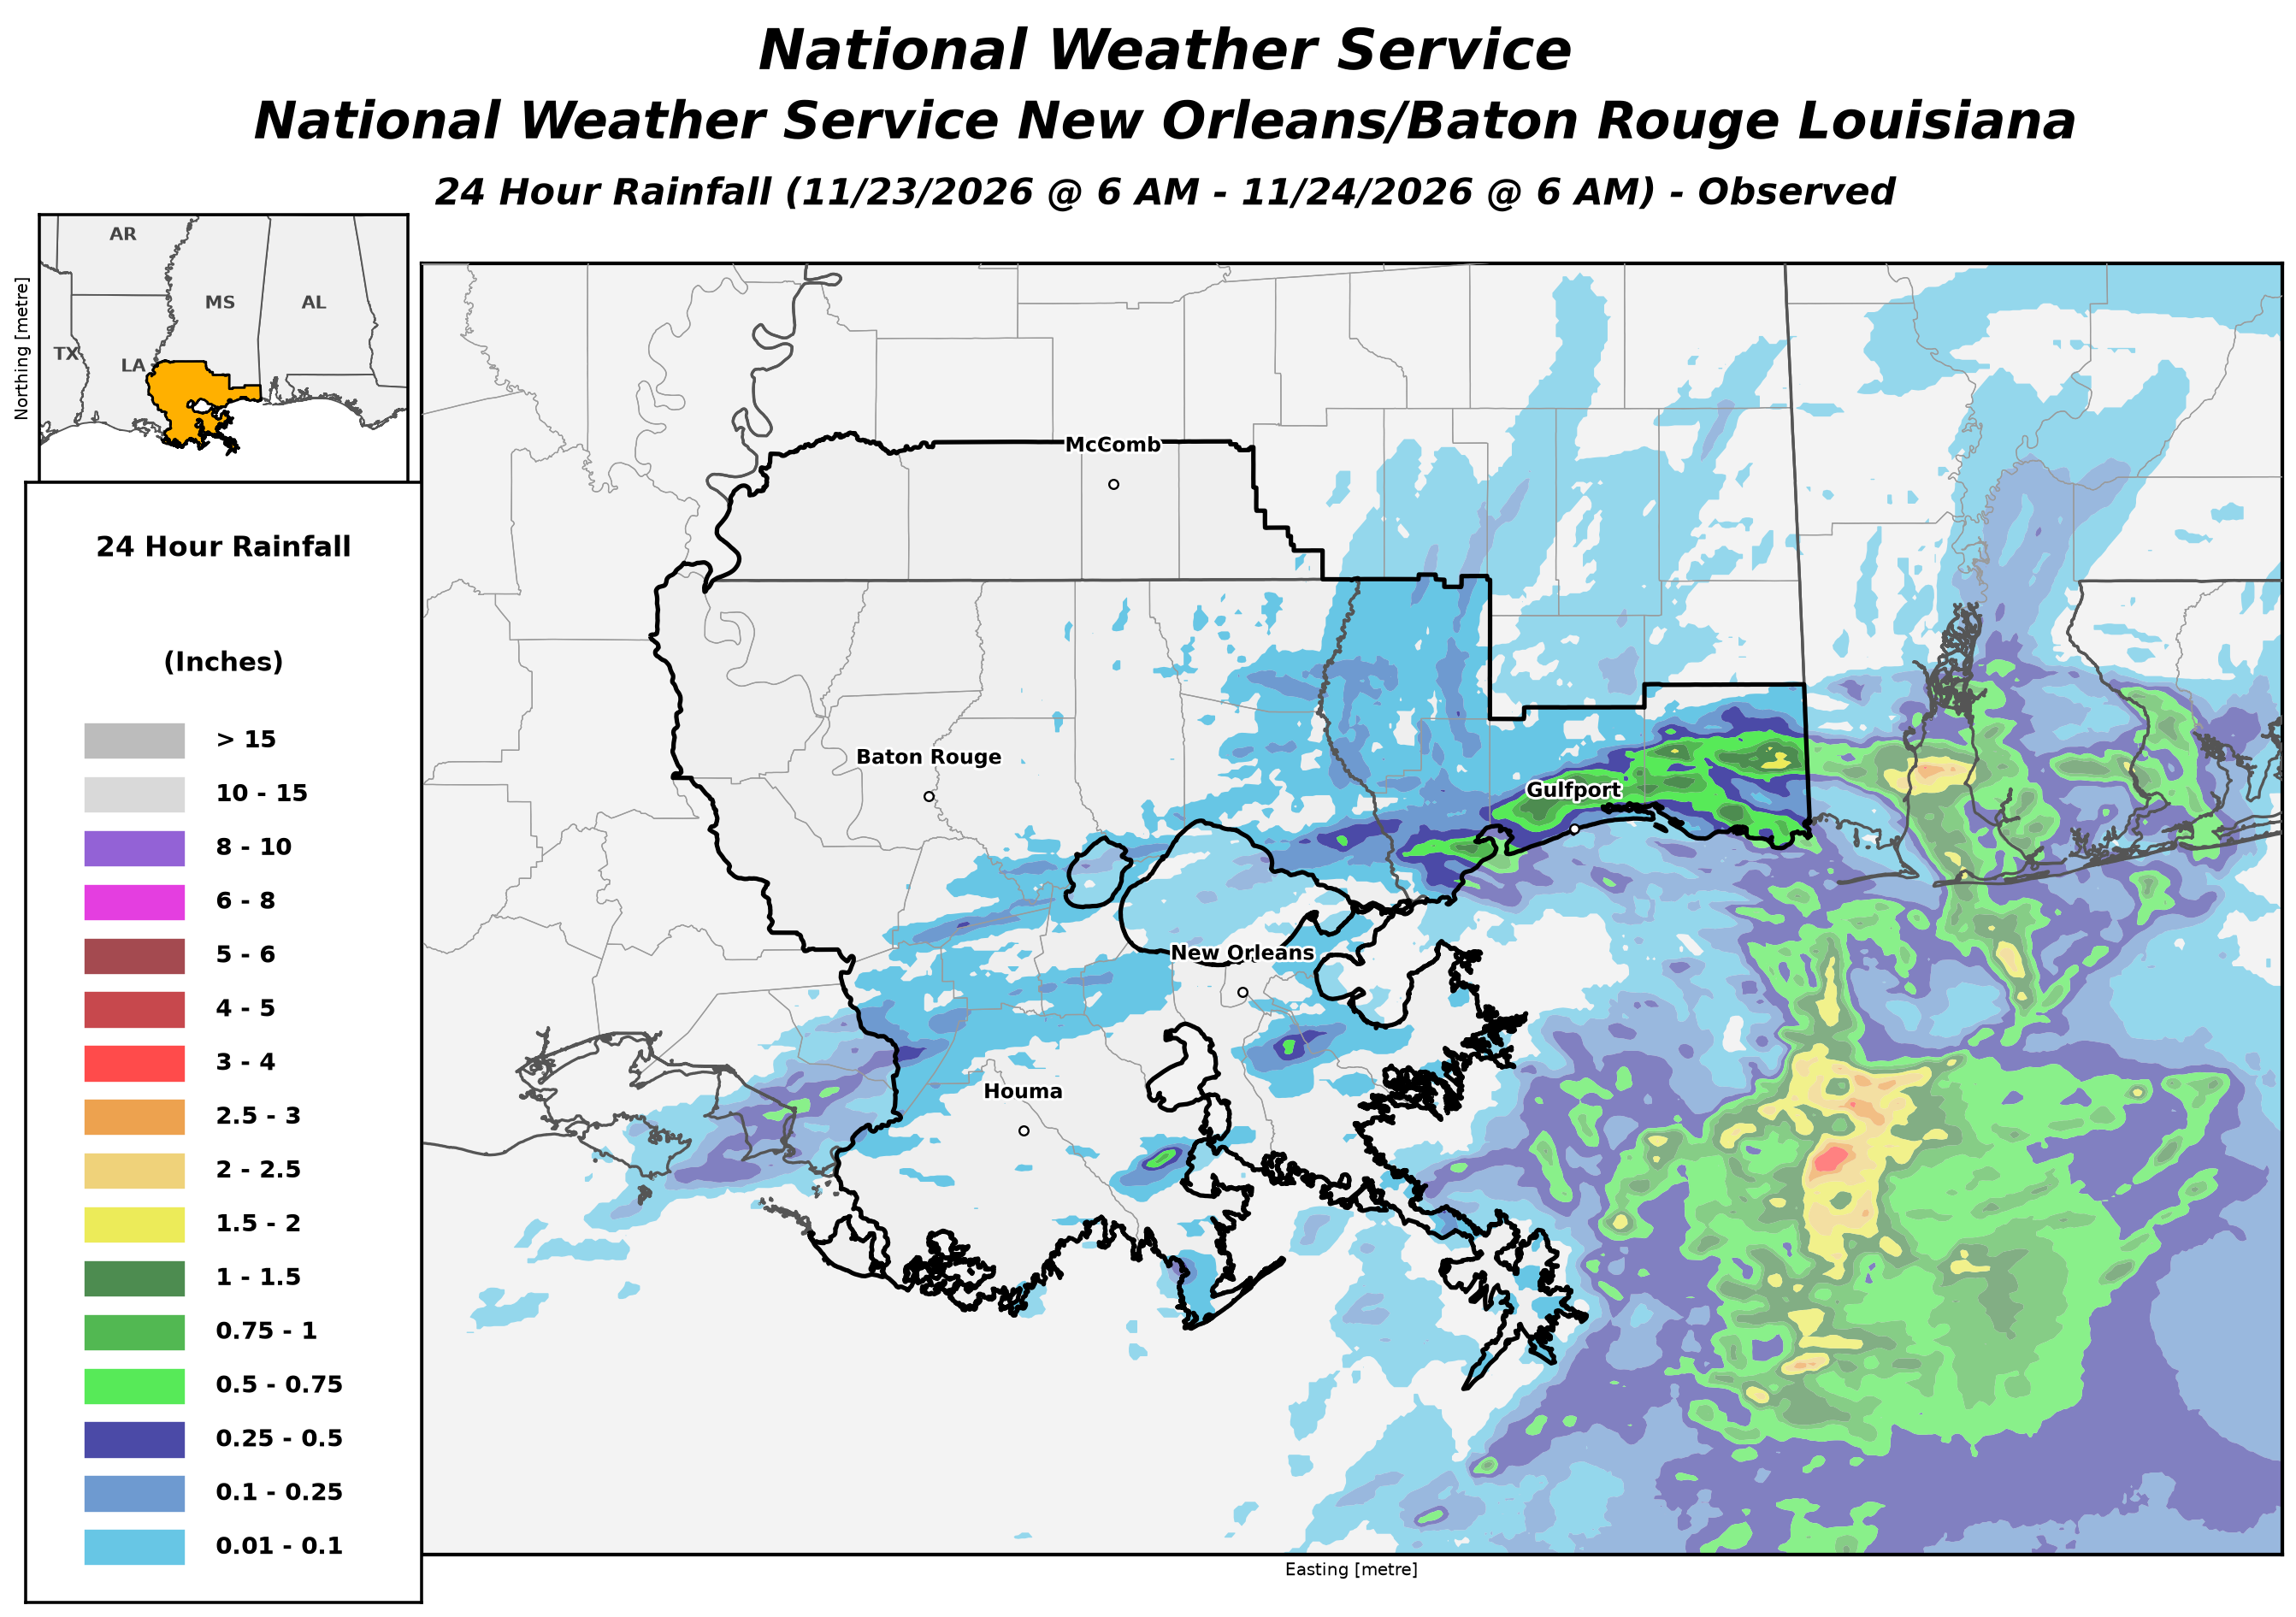 National Weather Service
National Weather Service New Orleans/Baton Rouge Louisiana
24 Hour Rainfall (11/23/2026 @ 6 AM - 11/24/2026 @ 6 AM) - Observed
AR
MS
AL
TX
LA
Northing [metre]
24 Hour Rainfall
(Inches)
> 15
10 - 15
8 - 10
6 - 8
5 - 6
4 - 5
3 - 4
2.5 - 3
2 - 2.5
1.5 - 2
1 - 1.5
0.75 - 1
0.5 - 0.75
0.25 - 0.5
0.1 - 0.25
0.01 - 0.1
McComb
Baton Rouge
Gulfport
New Orleans
Houma
Easting [metre]